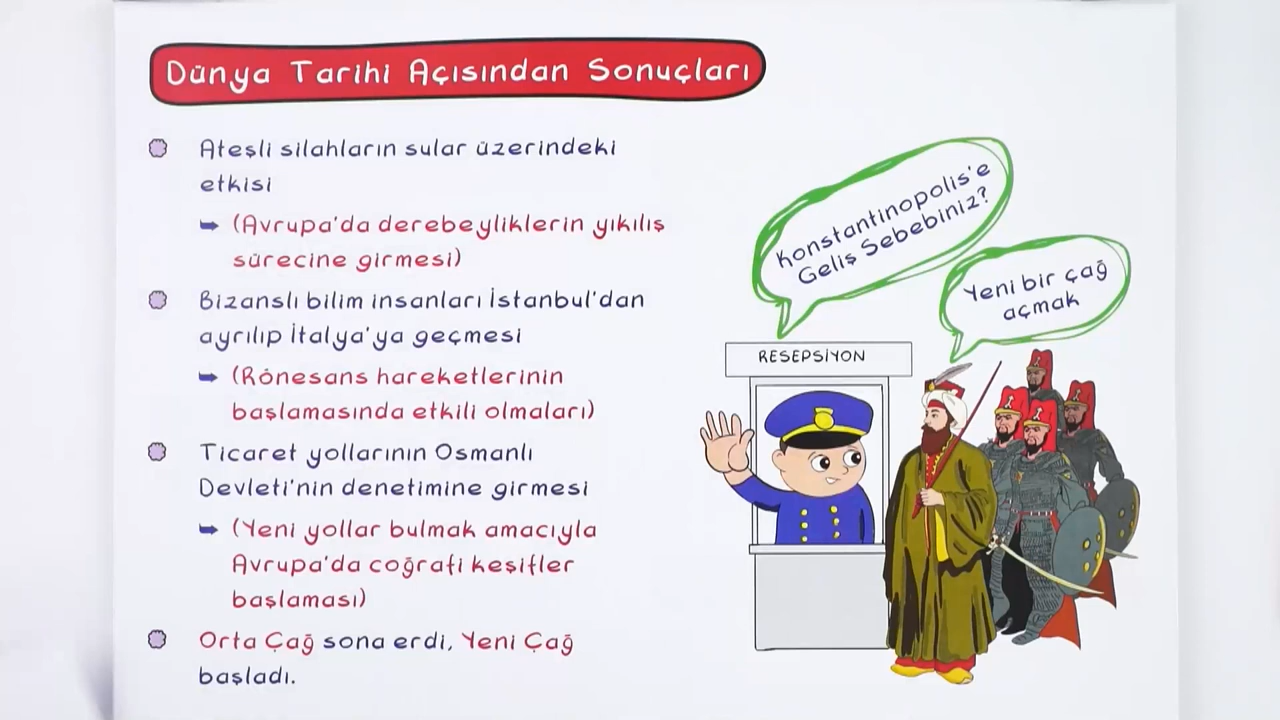 Dünya Tarihi Açısından Sonuçları
Ateşli silahların sular üzerindeki
etkisi
(Avrupa'da derebeyliklerin yıkılış
sürecine girmesi)
Bizanslı bilim insanları İstanbul'dan
ayrılıp İtalya'ya geçmesi
(Rönesans hareketlerinin
başlamasında etkili olmaları)
Ticaret yollarının Osmanlı
Devleti'nin denetimine girmesi
(Yeni yollar bulmak amacıyla
Avrupa'da coğrafi keşifler
başlaması)
Orta Çağ sona erdi, Yeni Çağ
başladı.
Konstantinopolis'e
Geliş Sebebiniz?
Yeni bir çağ
açmak
RESEPSİYON